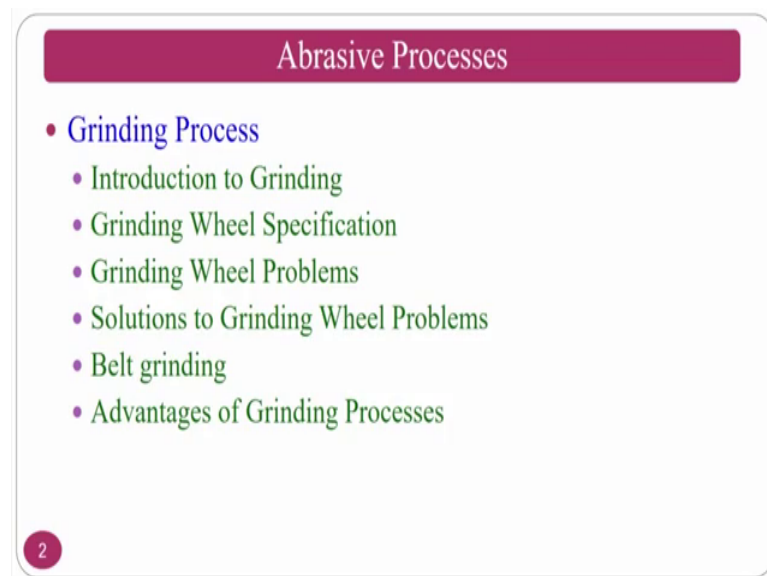 Abrasive Processes
• Grinding Process
• Introduction to Grinding
• Grinding Wheel Specification
• Grinding Wheel Problems
• Solutions to Grinding Wheel Problems
• Belt grinding
• Advantages of Grinding Processes
2